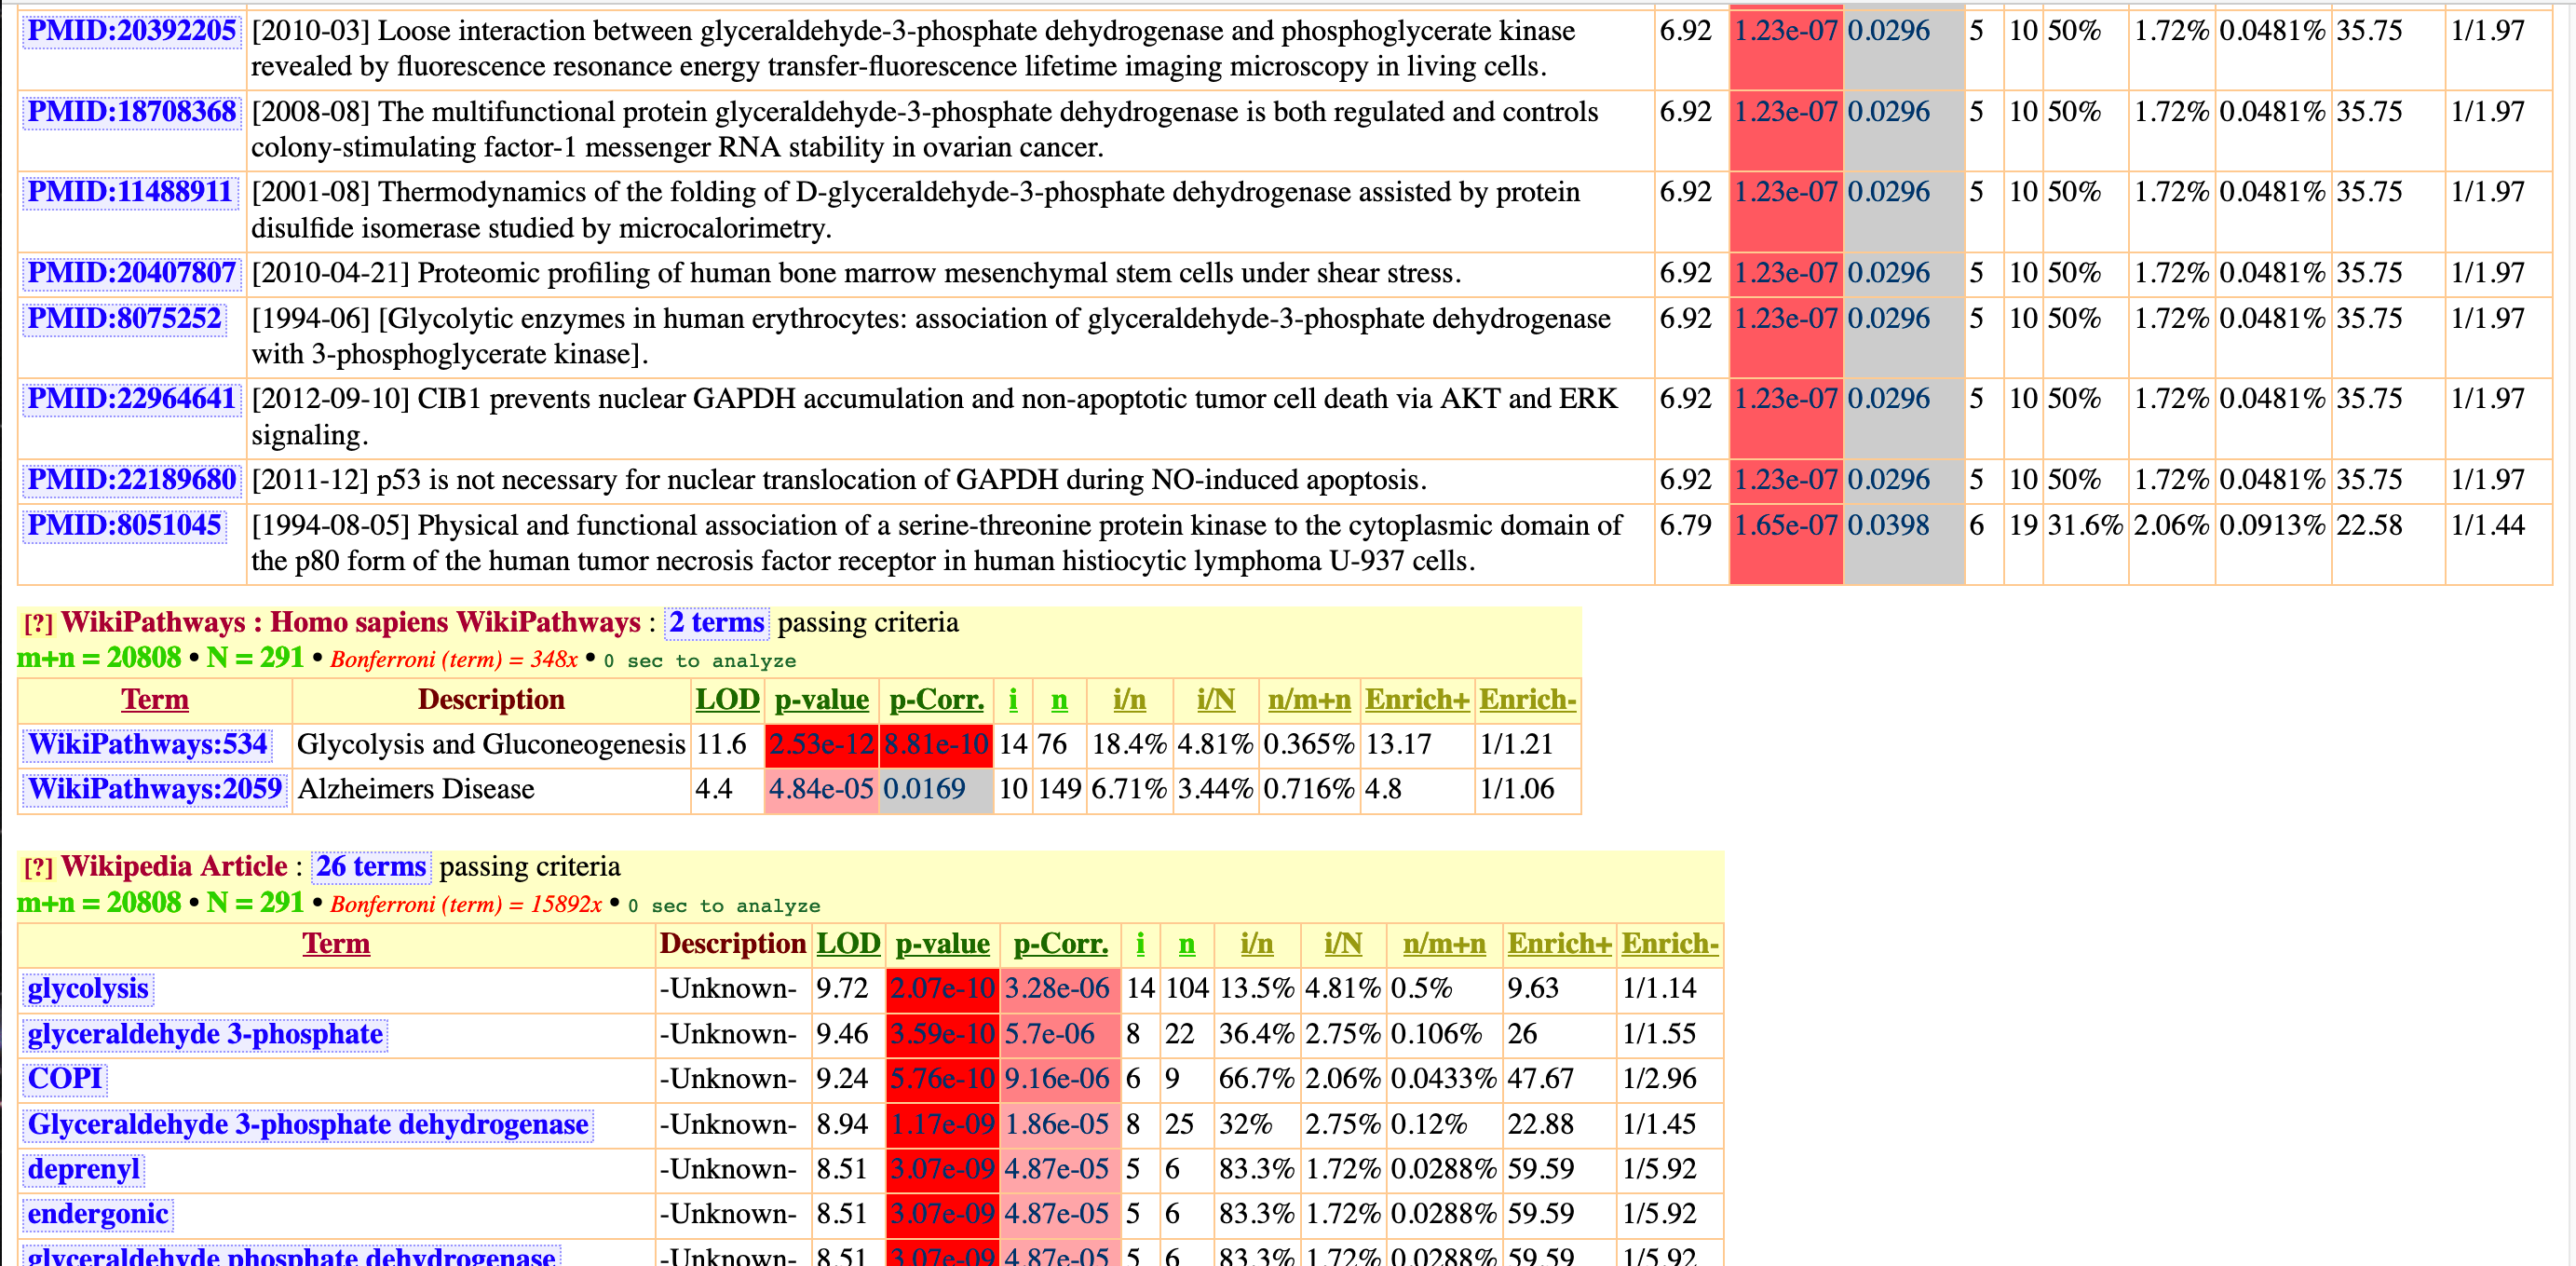 PMID:20392205 [2010-03] Loose interaction between glyceraldehyde-3-phosphate dehydrogenase and phosphoglycerate kinase 6.92 1.23e-07 0.0296 5 10 50% 1.72% 0.0481% 35.75 1/1.97
revealed by fluorescence resonance energy transfer-fluorescence lifetime imaging microscopy in living cells.
PMID:18708368 [2008-08] The multifunctional protein glyceraldehyde-3-phosphate dehydrogenase is both regulated and controls 6.92 1.23e-07 0.0296 5 10 50% 1.72% 0.0481% 35.75 1/1.97
colony-stimulating factor-1 messenger RNA stability in ovarian cancer.
PMID:11488911 [2001-08] Thermodynamics of the folding of D-glyceraldehyde-3-phosphate dehydrogenase assisted by protein 6.92 1.23e-07 0.0296 5 10 50% 1.72% 0.0481% 35.75 1/1.97
disulfide isomerase studied by microcalorimetry.
PMID:20407807 [2010-04-21] Proteomic profiling of human bone marrow mesenchymal stem cells under shear stress. 6.92 1.23e-07 0.0296 5 10 50% 1.72% 0.0481% 35.75 1/1.97
PMID:8075252 [1994-06] [Glycolytic enzymes in human erythrocytes: association of glyceraldehyde-3-phosphate dehydrogenase 6.92 1.23e-07 0.0296 5 10 50% 1.72% 0.0481% 35.75 1/1.97
with 3-phosphoglycerate kinase].
PMID:22964641 [2012-09-10] CIB1 prevents nuclear GAPDH accumulation and non-apoptotic tumor cell death via AKT and ERK 6.92 1.23e-07 0.0296 5 10 50% 1.72% 0.0481% 35.75 1/1.97
signaling.
PMID:22189680 [2011-12] p53 is not necessary for nuclear translocation of GAPDH during NO-induced apoptosis. 6.92 1.23e-07 0.0296 5 10 50% 1.72% 0.0481% 35.75 1/1.97
PMID:8051045 [1994-08-05] Physical and functional association of a serine-threonine protein kinase to the cytoplasmic domain of 6.79 1.65e-07 0.0398 6 19 31.6% 2.06% 0.0913% 22.58 1/1.44
the p80 form of the human tumor necrosis factor receptor in human histiocytic lymphoma U-937 cells.
[?] WikiPathways : Homo sapiens WikiPathways : 2 terms passing criteria
m+n = 20808 • N = 291 • Bonferroni (term) = 348x • 0 sec to analyze
Term Description LOD p-value p-Corr. i n i/n i/N n/m+n Enrich+ Enrich-
WikiPathways:534 Glycolysis and Gluconeogenesis 11.6 2.53e-12 8.81e-10 14 76 18.4% 4.81% 0.365% 13.17 1/1.21
WikiPathways:2059 Alzheimers Disease 4.4 4.84e-05 0.0169 10 149 6.71% 3.44% 0.716% 4.8 1/1.06
[?] Wikipedia Article : 26 terms passing criteria
m+n = 20808 • N = 291 • Bonferroni (term) = 15892x • 0 sec to analyze
Term Description LOD p-value p-Corr. i n i/n i/N n/m+n Enrich+ Enrich-
glycolysis -Unknown- 9.72 2.07e-10 3.28e-06 14 104 13.5% 4.81% 0.5% 9.63 1/1.14
glyceraldehyde 3-phosphate -Unknown- 9.46 3.59e-10 5.7e-06 8 22 36.4% 2.75% 0.106% 26 1/1.55
COPI -Unknown- 9.24 5.76e-10 9.16e-06 6 9 66.7% 2.06% 0.0433% 47.67 1/2.96
Glyceraldehyde 3-phosphate dehydrogenase -Unknown- 8.94 1.17e-09 1.86e-05 8 25 32% 2.75% 0.12% 22.88 1/1.45
deprenyl -Unknown- 8.51 3.07e-09 4.87e-05 5 6 83.3% 1.72% 0.0288% 59.59 1/5.92
endergonic -Unknown- 8.51 3.07e-09 4.87e-05 5 6 83.3% 1.72% 0.0288% 59.59 1/5.92
glyceraldehyde phosphate dehydrogenase -Unknown- 8.51 3.07e-09 4.87e-05 5 6 83.3% 1.72% 0.0288% 59.59 1/5.92